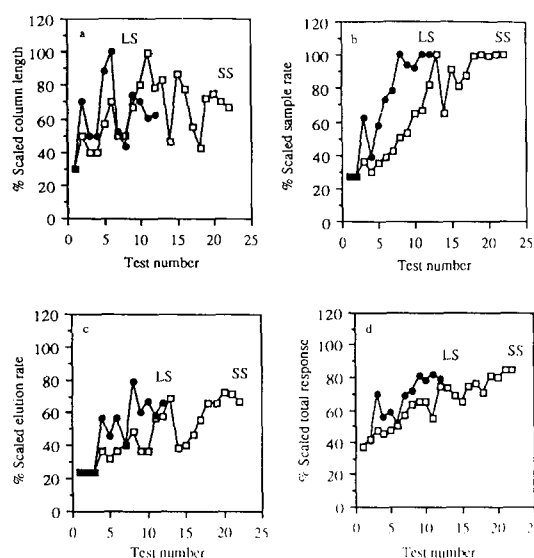 a
LS
SS
% Scaled column length
120
100
80
60
40
20
0
0 5 10 15 20 25
Test number
b
LS
SS
% Scaled sample rate
120
100
80
60
40
20
0
0 5 10 15 20 25
Test number
c
LS
SS
% Scaled elution rate
120
100
80
60
40
20
0
0 5 10 15 20 25
Test number
d
LS
SS
% Scaled total response
120
100
80
60
40
20
0
0 5 10 15 20 25
Test number